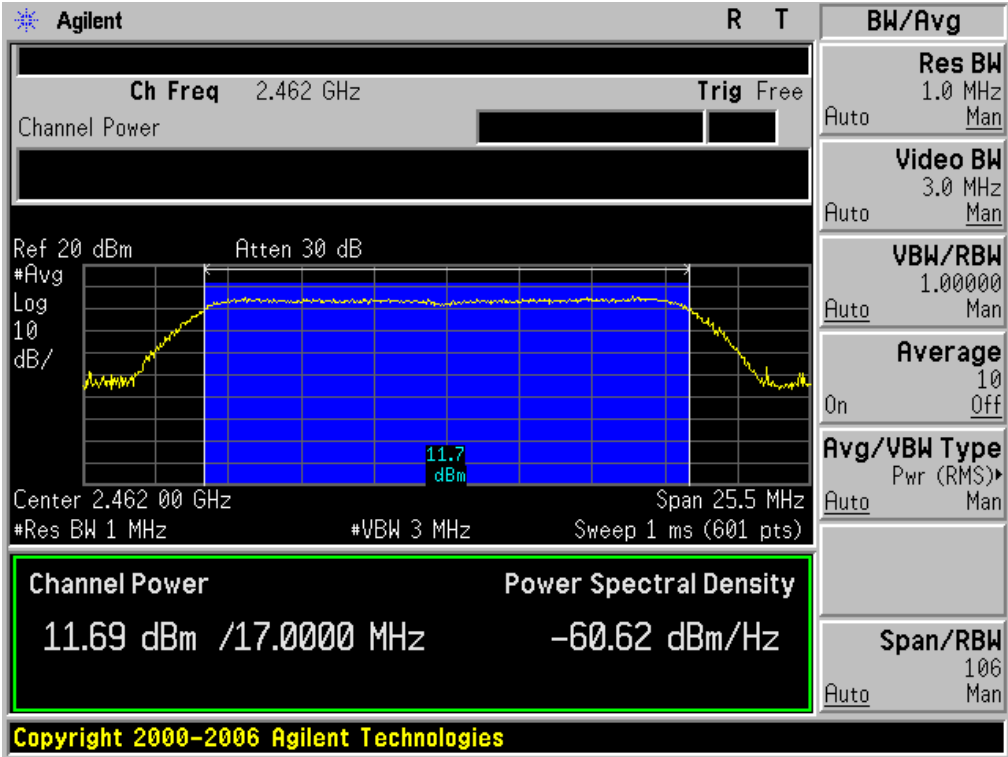 Agilent R T
Ch Freq 2.462 GHz Trig Free
Channel Power
Ref 20 dBm Atten 30 dB
#Avg
Log
10
dB/
11.7
dBm
Center 2.462 00 GHz Span 25.5 MHz
#Res BW 1 MHz #VBW 3 MHz Sweep 1 ms (601 pts)
Channel Power Power Spectral Density
11.69 dBm /17.0000 MHz -60.62 dBm/Hz
Copyright 2000-2006 Agilent Technologies
BW/Avg
Res BW
1.0 MHz
Auto Man
Video BW
3.0 MHz
Auto Man
VBW/RBW
1.00000
Auto Man
Average
10
On Off
Avg/VBW Type
Pwr (RMS)▸
Auto Man
Span/RBW
106
Auto Man